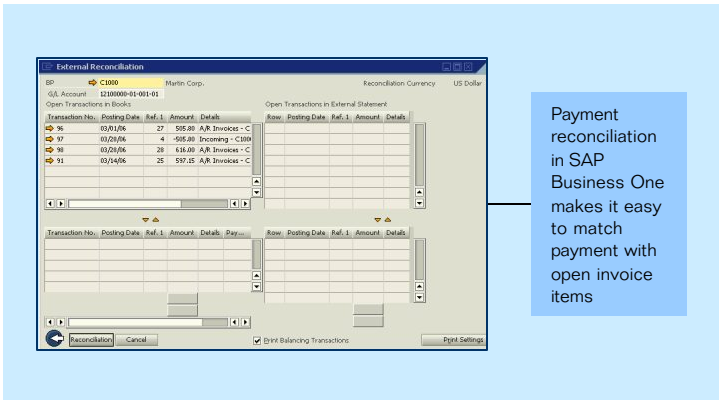 External Reconciliation
BP C1000 Martin Corp. Reconciliation Currency US Dollar
G/L Account 12100000-01-001-01
Open Transactions in Books Open Transactions in External Statement
Transaction No. Posting Date Ref. 1 Amount Details Row Posting Date Ref. 1 Amount Details
96 03/01/06 27 505.80 A/R Invoices - C
97 03/28/06 4 -505.80 Incoming - C100
98 03/28/06 28 616.00 A/R Invoices - C
91 03/14/06 25 597.15 A/R Invoices - C
Transaction No. Posting Date Ref. 1 Amount Details Pay... Row Posting Date Ref. 1 Amount Details
Reconciliation Cancel Print Balancing Transactions Print Settings
Payment
reconciliation
in SAP
Business One
makes it easy
to match
payment with
open invoice
items